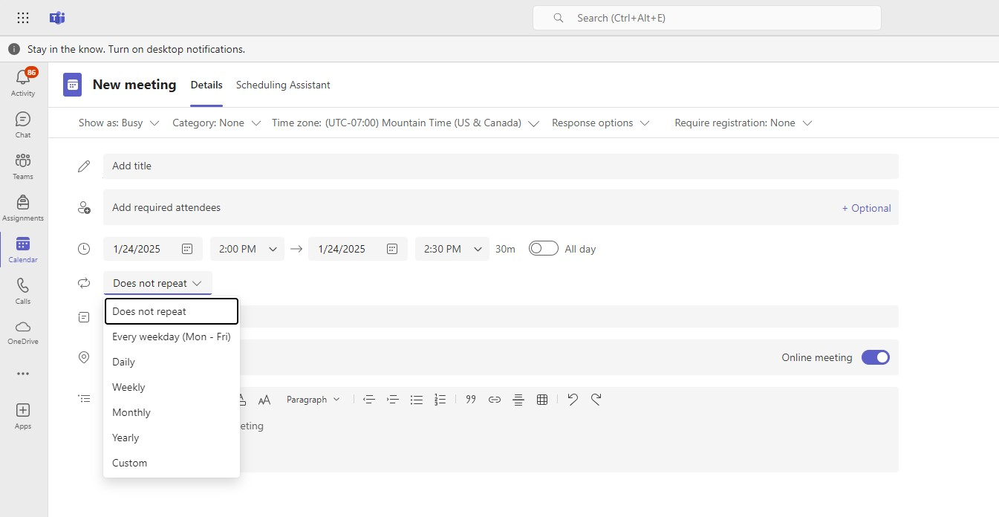 Search (Ctrl+Alt+E)
Stay in the know. Turn on desktop notifications.
86
Activity
Chat
Teams
Assignments
Calendar
Calls
OneDrive
Apps
New meeting Details Scheduling Assistant
Show as: Busy Category: None Time zone: (UTC-07:00) Mountain Time (US & Canada) Response options Require registration: None
Add title
Add required attendees + Optional
1/24/2025 2:00 PM → 1/24/2025 2:30 PM 30m All day
Does not repeat
Does not repeat
Every weekday (Mon - Fri)
Daily
Weekly
Monthly
Yearly
Custom
Online meeting
Paragraph
eting